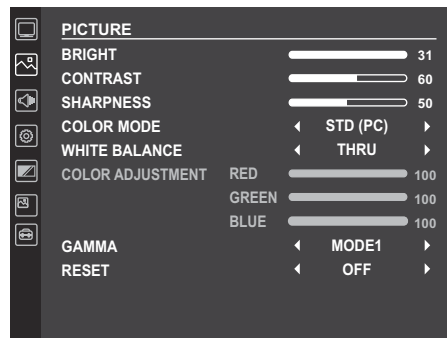 PICTURE
BRIGHT 31
CONTRAST 60
SHARPNESS 50
COLOR MODE STD (PC)
WHITE BALANCE THRU
COLOR ADJUSTMENT RED 100
GREEN 100
BLUE 100
GAMMA MODE1
RESET OFF